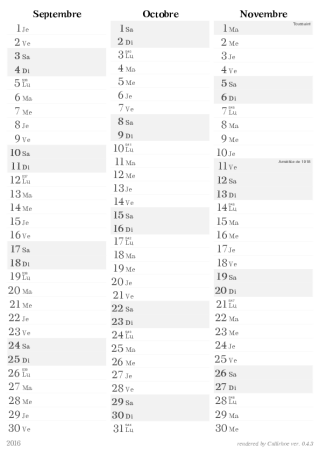 Septembre
1 Je
2 Ve
3 Sa
4 Di
5 Lu
6 Ma
7 Me
8 Je
9 Ve
10 Sa
11 Di
12 Lu
13 Ma
14 Me
15 Je
16 Ve
17 Sa
18 Di
19 Lu
20 Ma
21 Me
22 Je
23 Ve
24 Sa
25 Di
26 Lu
27 Ma
28 Me
29 Je
30 Ve
Octobre
1 Sa
2 Di
3 Lu
4 Ma
5 Me
6 Je
7 Ve
8 Sa
9 Di
10 Lu
11 Ma
12 Me
13 Je
14 Ve
15 Sa
16 Di
17 Lu
18 Ma
19 Me
20 Je
21 Ve
22 Sa
23 Di
24 Lu
25 Ma
26 Me
27 Je
28 Ve
29 Sa
30 Di
31 Lu
Novembre
1 Ma Toussaint
2 Me
3 Je
4 Ve
5 Sa
6 Di
7 Lu
8 Ma
9 Me
10 Je
11 Ve Armistice de 1918
12 Sa
13 Di
14 Lu
15 Ma
16 Me
17 Je
18 Ve
19 Sa
20 Di
21 Lu
22 Ma
23 Me
24 Je
25 Ve
26 Sa
27 Di
28 Lu
29 Ma
30 Me
2016
rendered by Callirhoe ver. 0.4.3